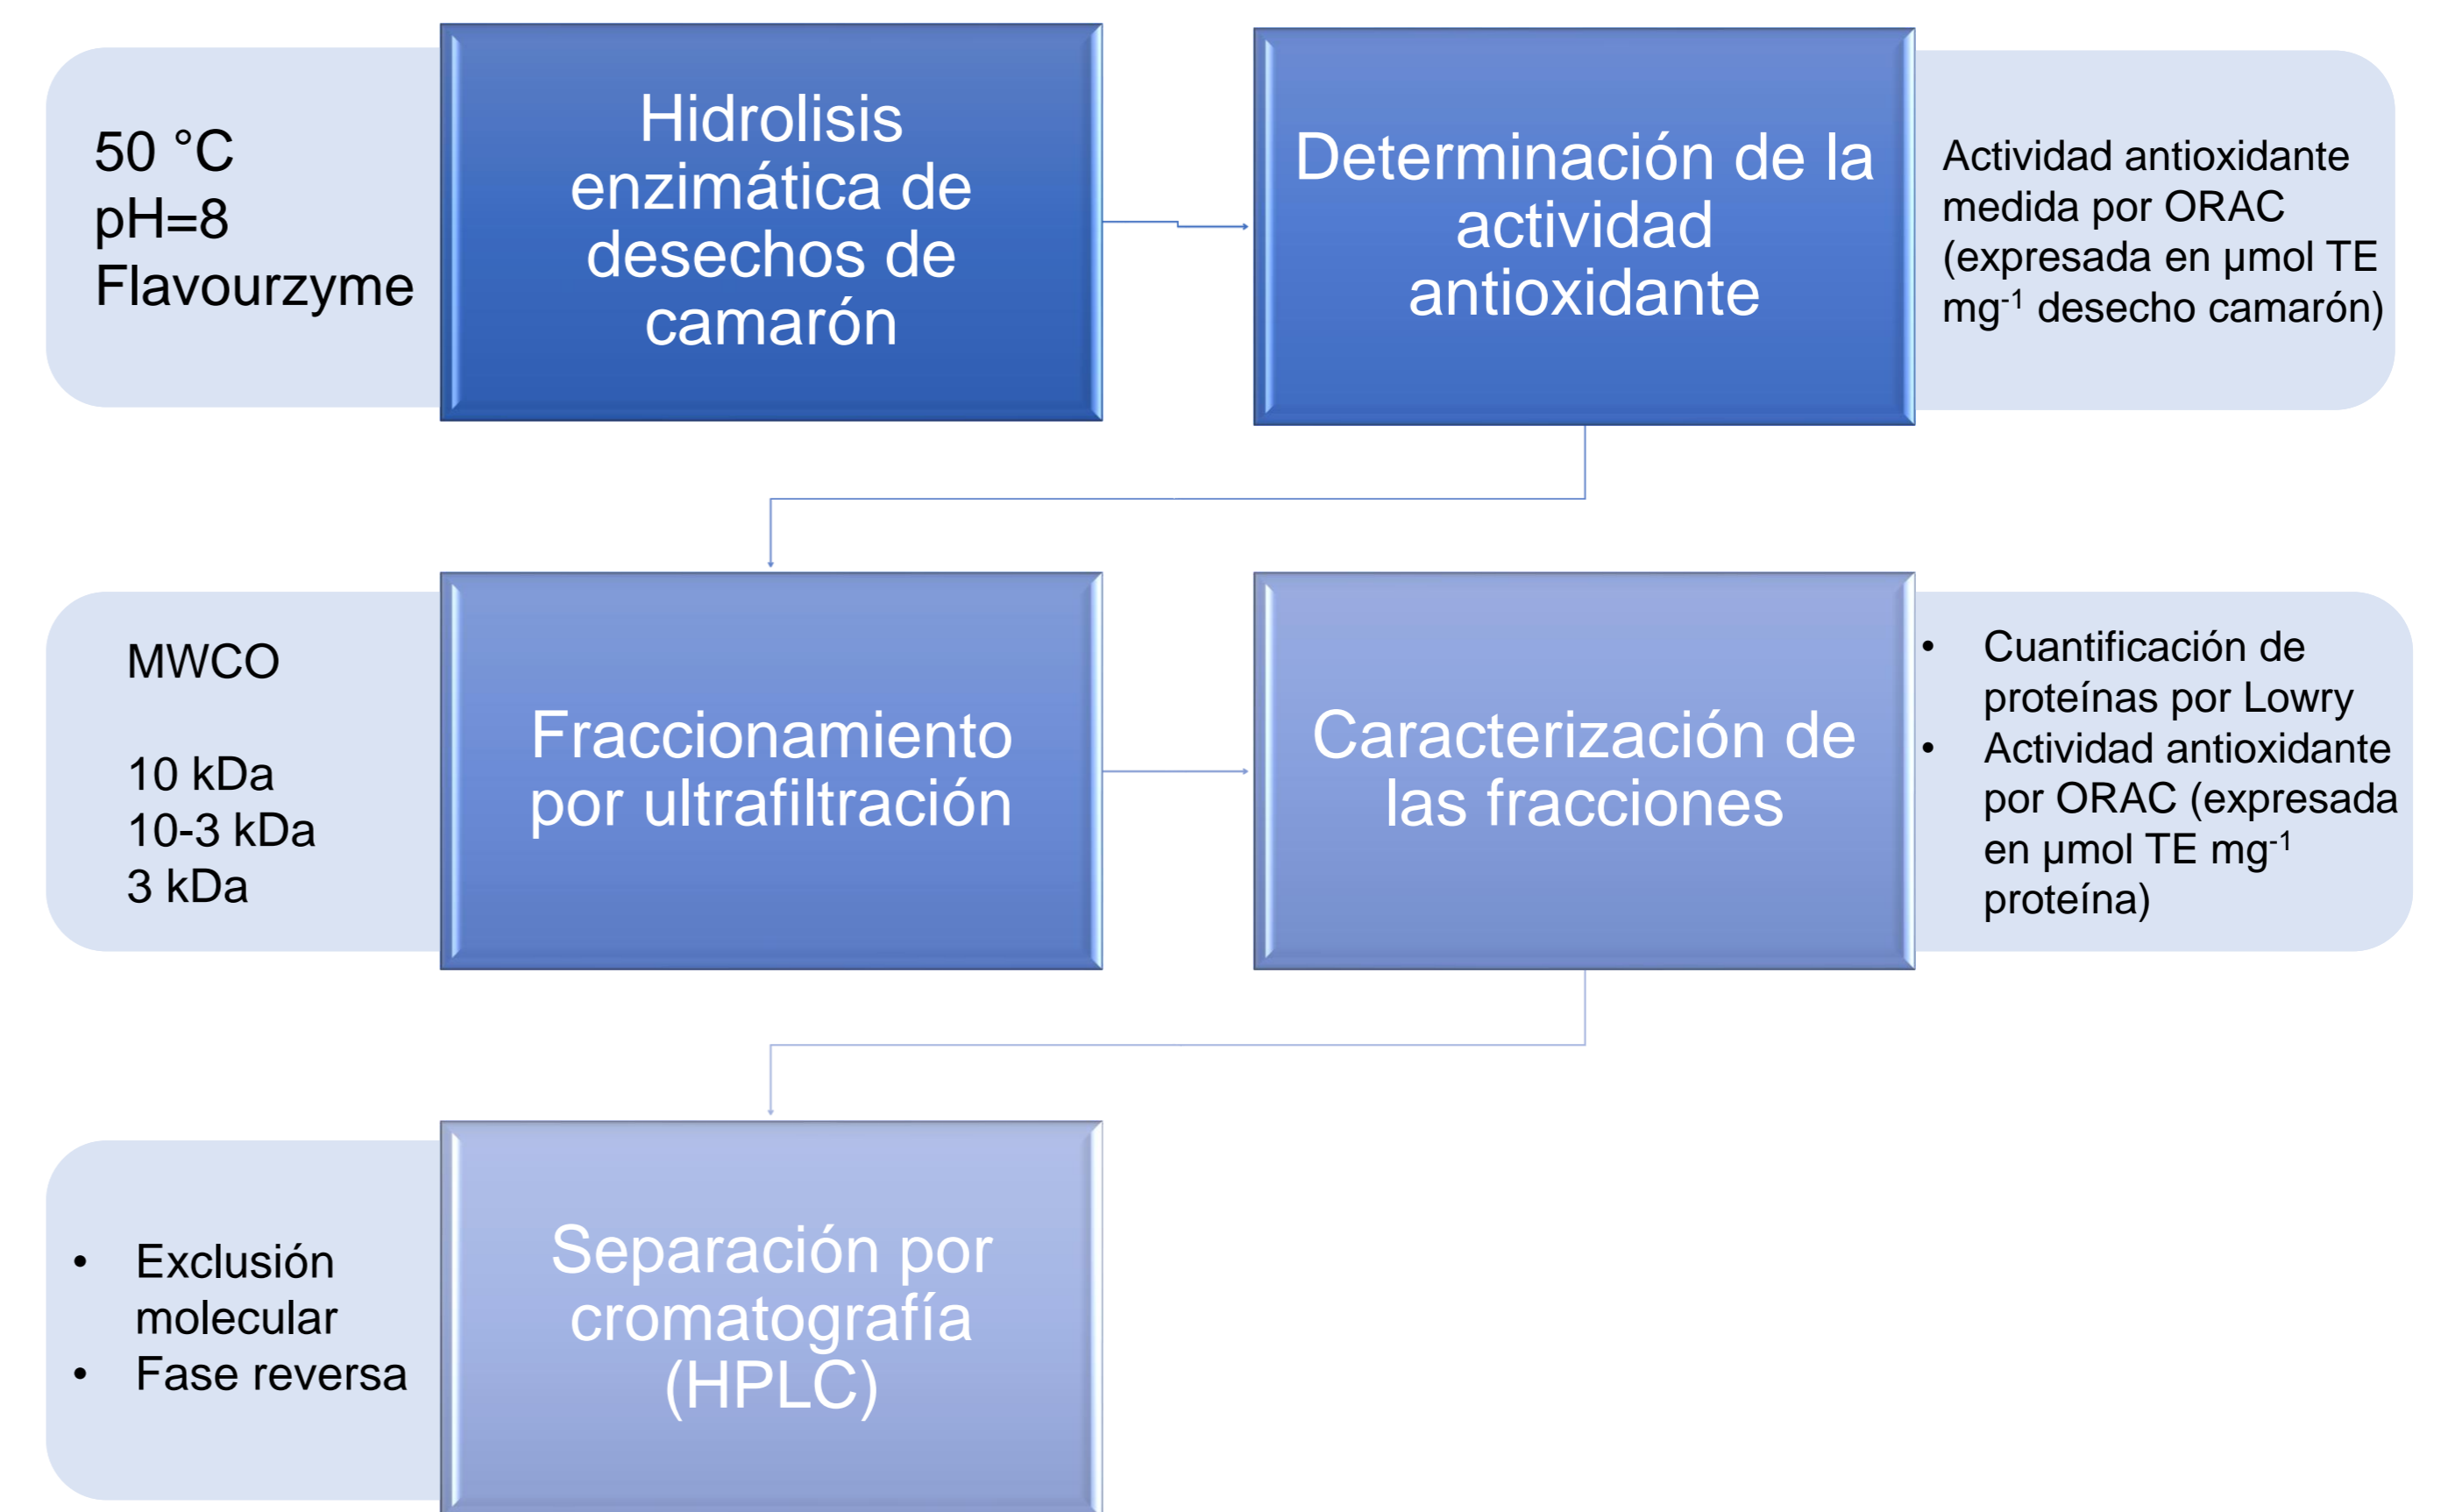 50 °C
pH=8
Flavourzyme
Hidrolisis
enzimática de
desechos de
camarón
Determinación de la
actividad
antioxidante
Actividad antioxidante
medida por ORAC
(expresada en µmol TE
mg⁻¹ desecho camarón)
MWCO
10 kDa
10-3 kDa
3 kDa
Fraccionamiento
por ultrafiltración
Caracterización de
las fracciones
• Cuantificación de
proteínas por Lowry
• Actividad antioxidante
por ORAC (expresada
en µmol TE mg⁻¹
proteína)
• Exclusión
molecular
• Fase reversa
Separación por
cromatografía
(HPLC)